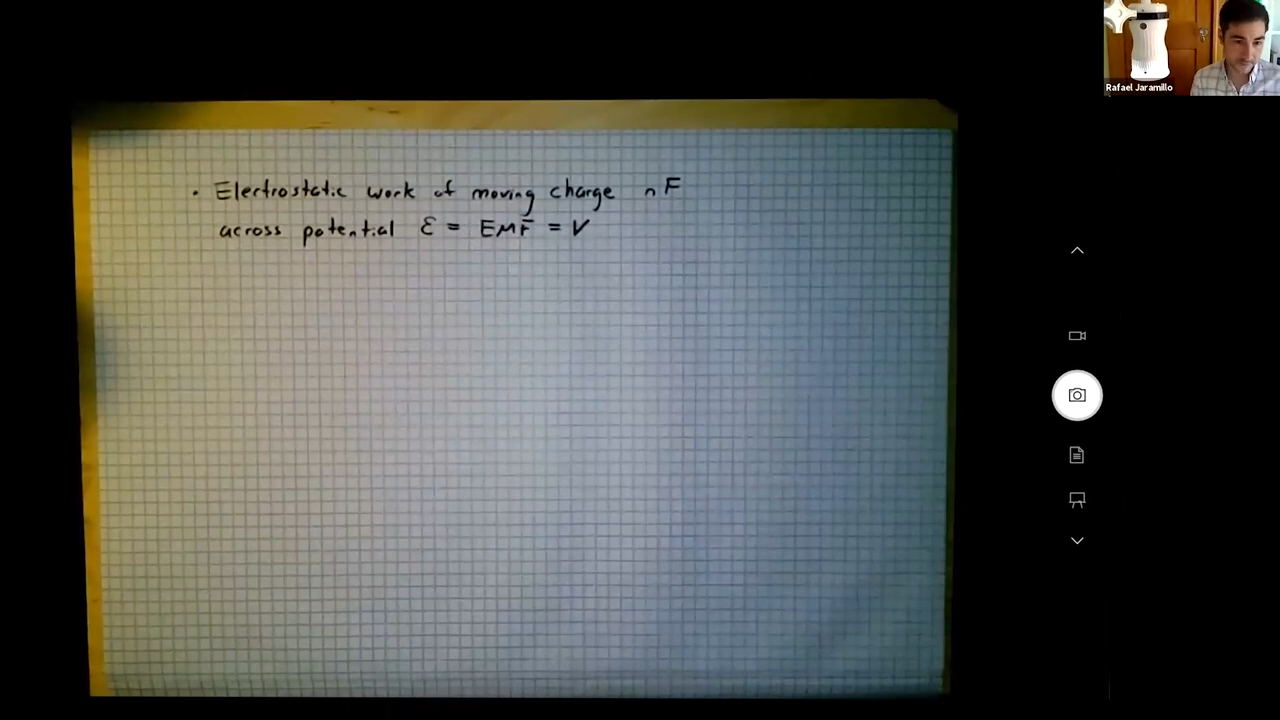 Rafael Jaramillo
• Electrostatic work of moving charge nF
across potential ℰ = EMF = V